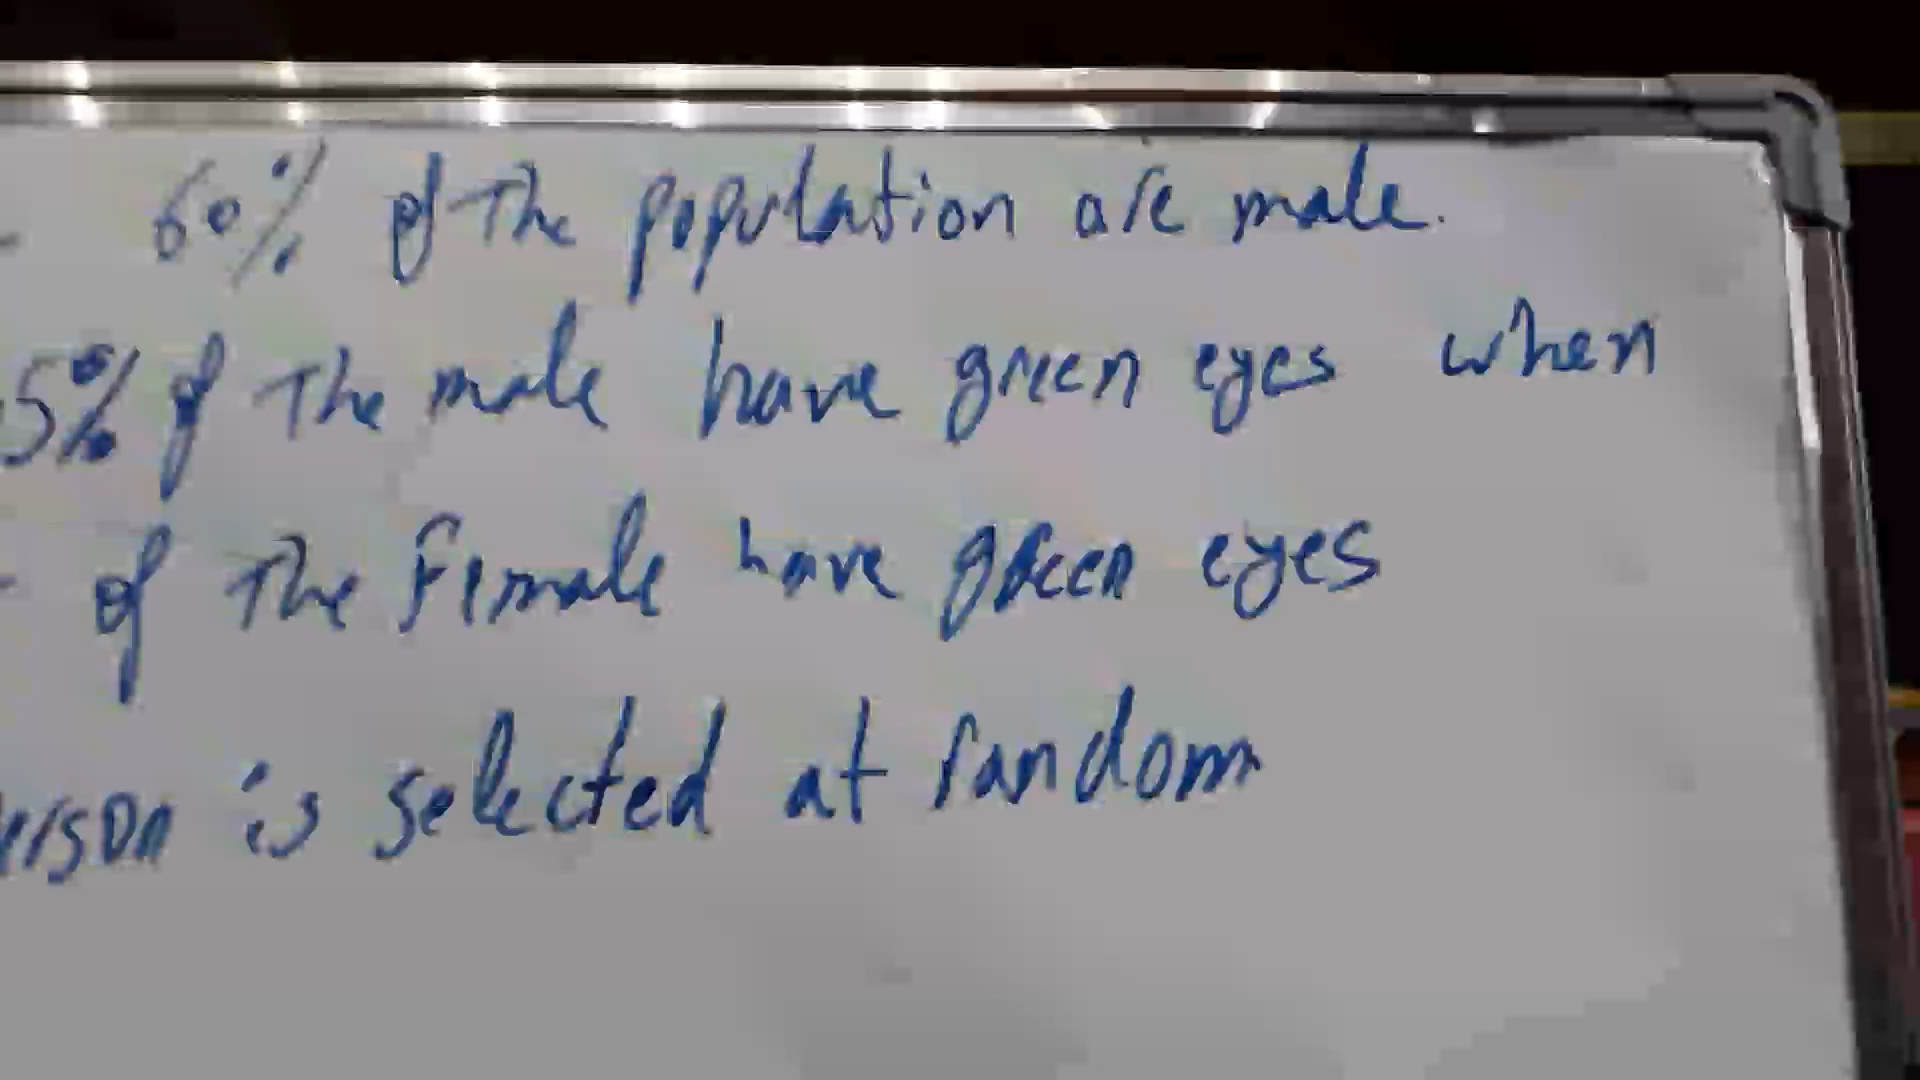 60% of The population are male.
5% of The male have green eyes when
of The Female have green eyes
erson is selected at random